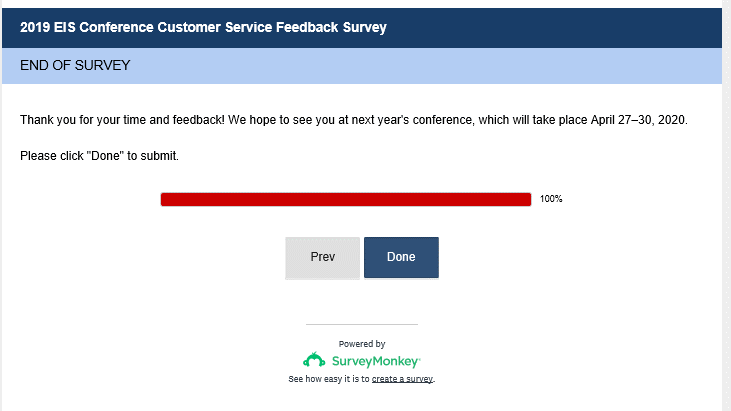 2019 EIS Conference Customer Service Feedback Survey
END OF SURVEY
Thank you for your time and feedback! We hope to see you at next year's conference, which will take place April 27–30, 2020.
Please click "Done" to submit.
100%
Prev Done
Powered by
SurveyMonkey
See how easy it is to create a survey.